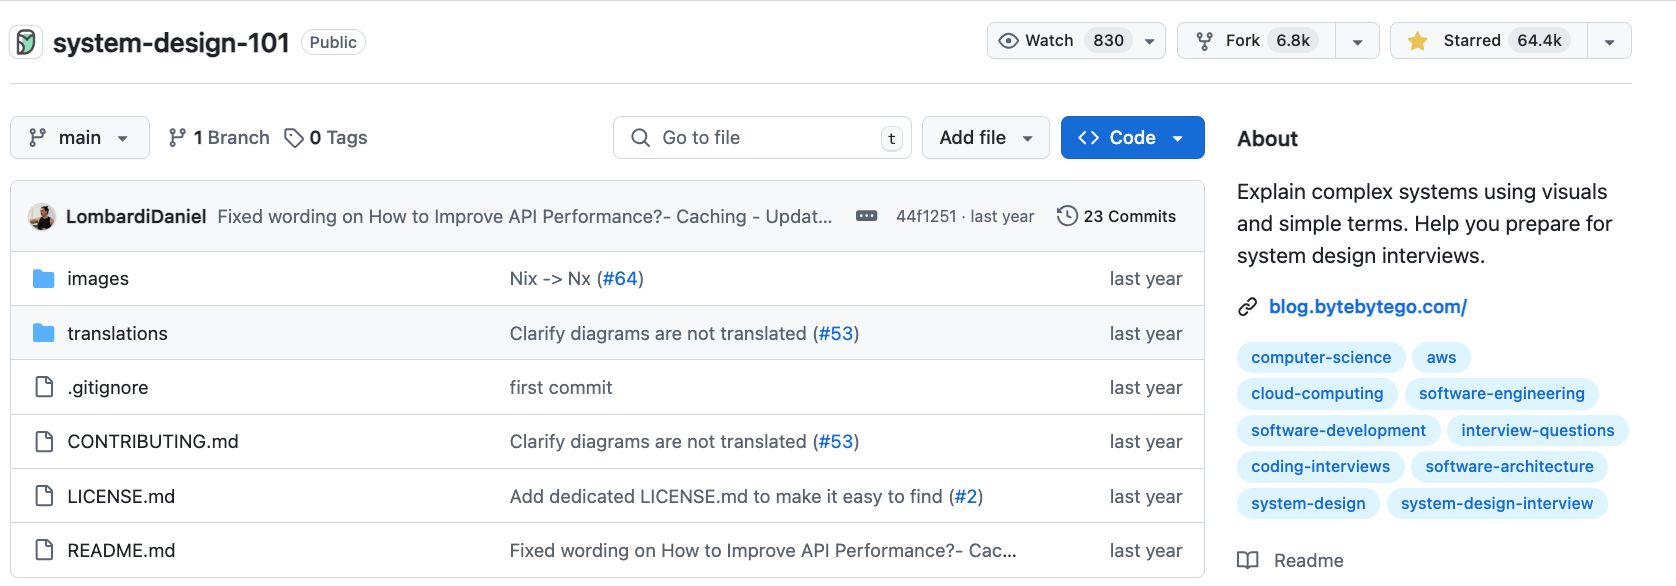 system-design-101 Public Watch 830 Fork 6.8k Starred 64.4k
main 1 Branch 0 Tags Go to file t Add file Code
LombardiDaniel Fixed wording on How to Improve API Performance?- Caching - Updat... 44f1251 · last year 23 Commits
images Nix -> Nx (#64) last year
translations Clarify diagrams are not translated (#53) last year
.gitignore first commit last year
CONTRIBUTING.md Clarify diagrams are not translated (#53) last year
LICENSE.md Add dedicated LICENSE.md to make it easy to find (#2) last year
README.md Fixed wording on How to Improve API Performance?- Cac... last year
About
Explain complex systems using visuals
and simple terms. Help you prepare for
system design interviews.
blog.bytebytego.com/
computer-science aws
cloud-computing software-engineering
software-development interview-questions
coding-interviews software-architecture
system-design system-design-interview
Readme